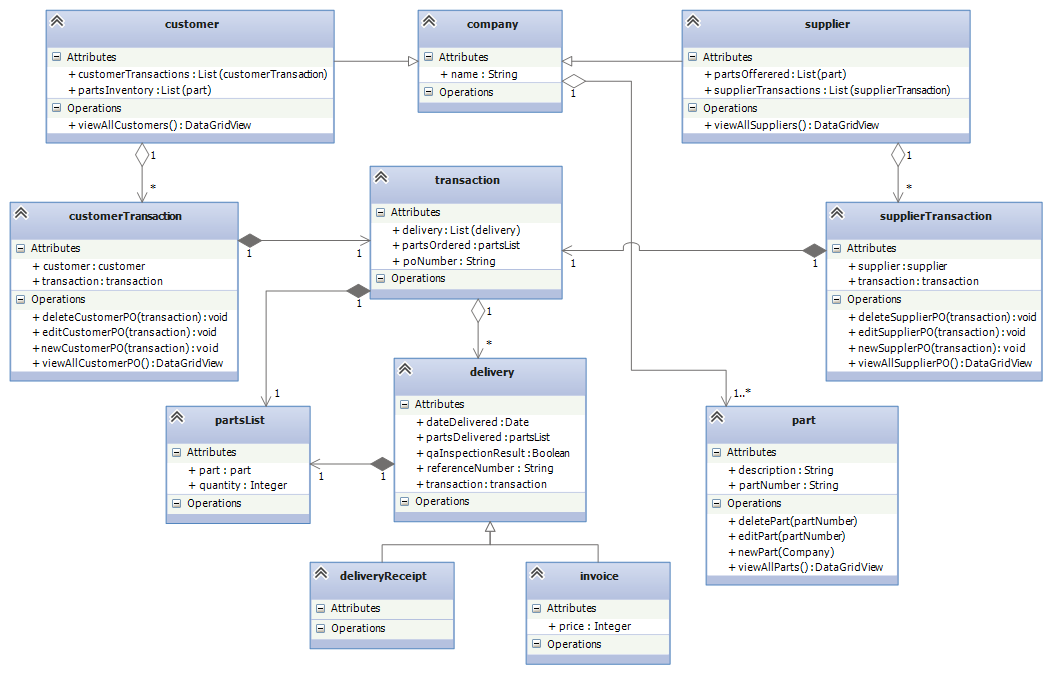 customer
Attributes
+ customerTransactions : List (customerTransaction)
+ partsInventory : List (part)
Operations
+ viewAllCustomers() : DataGridView
company
Attributes
+ name : String
Operations
supplier
Attributes
+ partsOfferered : List (part)
+ supplierTransactions : List (supplierTransaction)
Operations
+ viewAllSuppliers() : DataGridView
1
1
1
*
*
transaction
Attributes
+ delivery : List (delivery)
+ partsOrdered : partsList
+ poNumber : String
Operations
customerTransaction
Attributes
+ customer : customer
+ transaction : transaction
Operations
+ deleteCustomerPO(transaction) : void
+ editCustomerPO(transaction) : void
+ newCustomerPO(transaction) : void
+ viewAllCustomerPO() : DataGridView
supplierTransaction
Attributes
+ supplier : supplier
+ transaction : transaction
Operations
+ deleteSupplierPO(transaction) : void
+ editSupplierPO(transaction) : void
+ newSupplerPO(transaction) : void
+ viewAllSupplierPO() : DataGridView
1
1
1
1
1
1
*
1
1..*
delivery
Attributes
+ dateDelivered : Date
+ partsDelivered : partsList
+ qaInspectionResult : Boolean
+ referenceNumber : String
+ transaction : transaction
Operations
partsList
Attributes
+ part : part
+ quantity : Integer
Operations
1
1
part
Attributes
+ description : String
+ partNumber : String
Operations
+ deletePart(partNumber)
+ editPart(partNumber)
+ newPart(Company)
+ viewAllParts() : DataGridView
deliveryReceipt
Attributes
Operations
invoice
Attributes
+ price : Integer
Operations